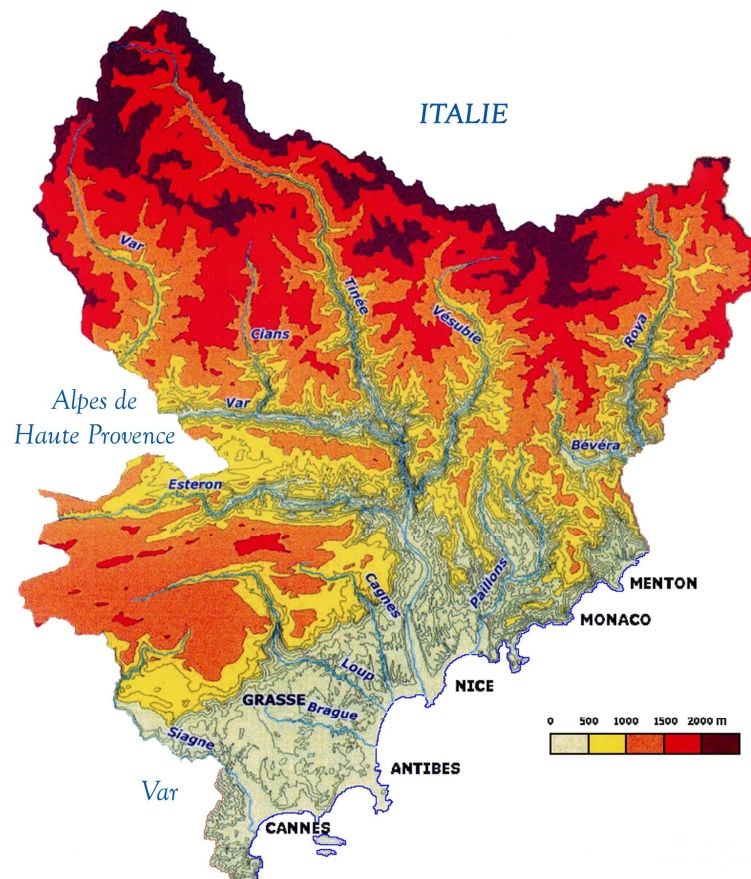 ITALIE
Var
Tinée
Vésubie
Cians
Roya
Alpes de
Haute Provence
Var
Bévéra
Esteron
Cagnes
Paillons
MENTON
MONACO
Loup
NICE
GRASSE
Brague
Siagne
0 500 1000 1500 2000 m
ANTIBES
Var
CANNES